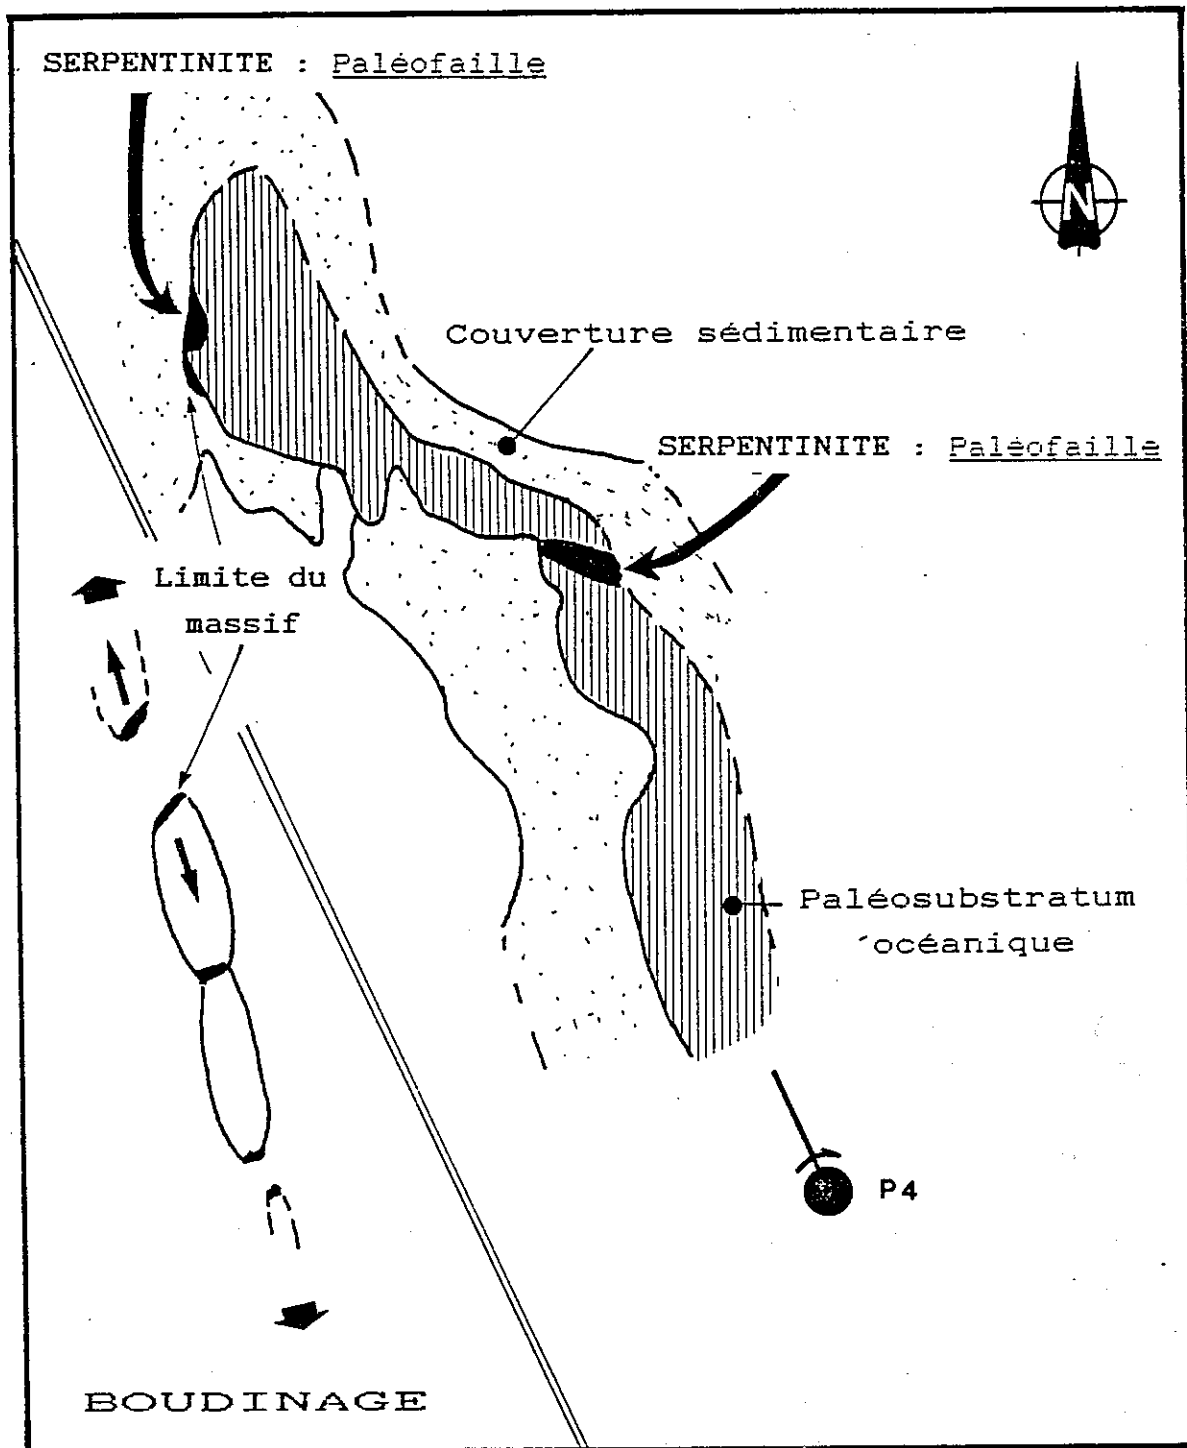 SERPENTINITE : Paléofaille
N
Couverture sédimentaire
SERPENTINITE : Paléofaille
Limite du
massif
Paléosubstratum
océanique
P4
BOUDINAGE